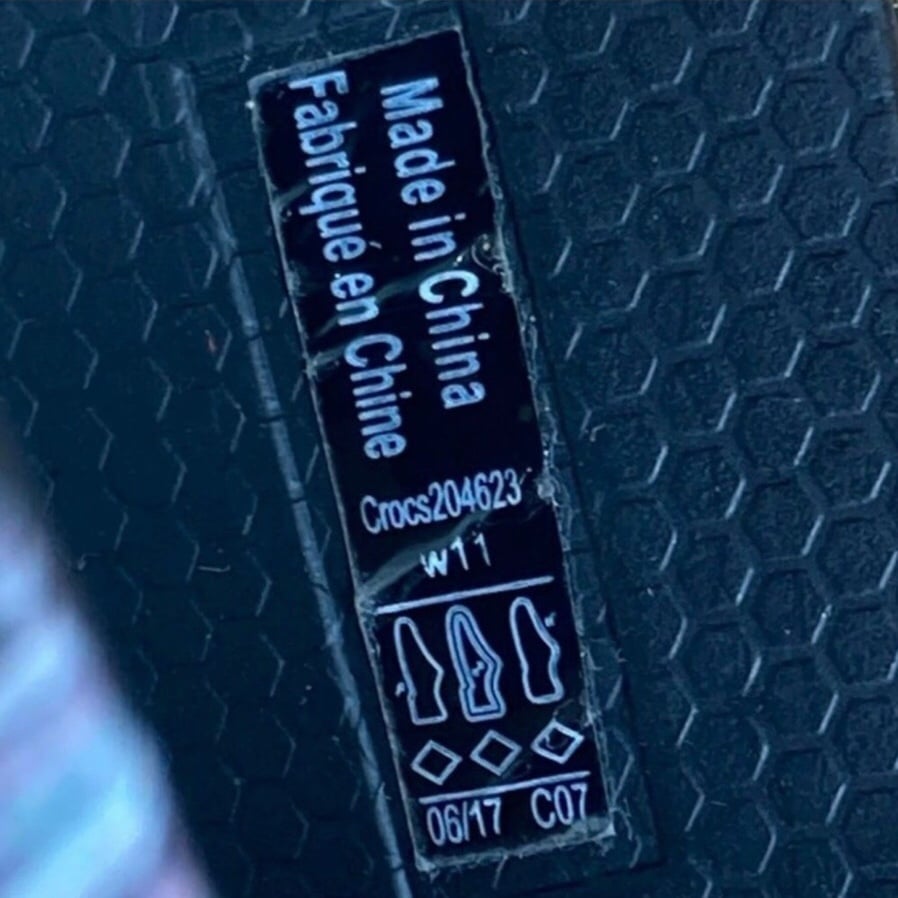 Made in China
Fabriqué en Chine
Crocs204623
w11
06/17 C07